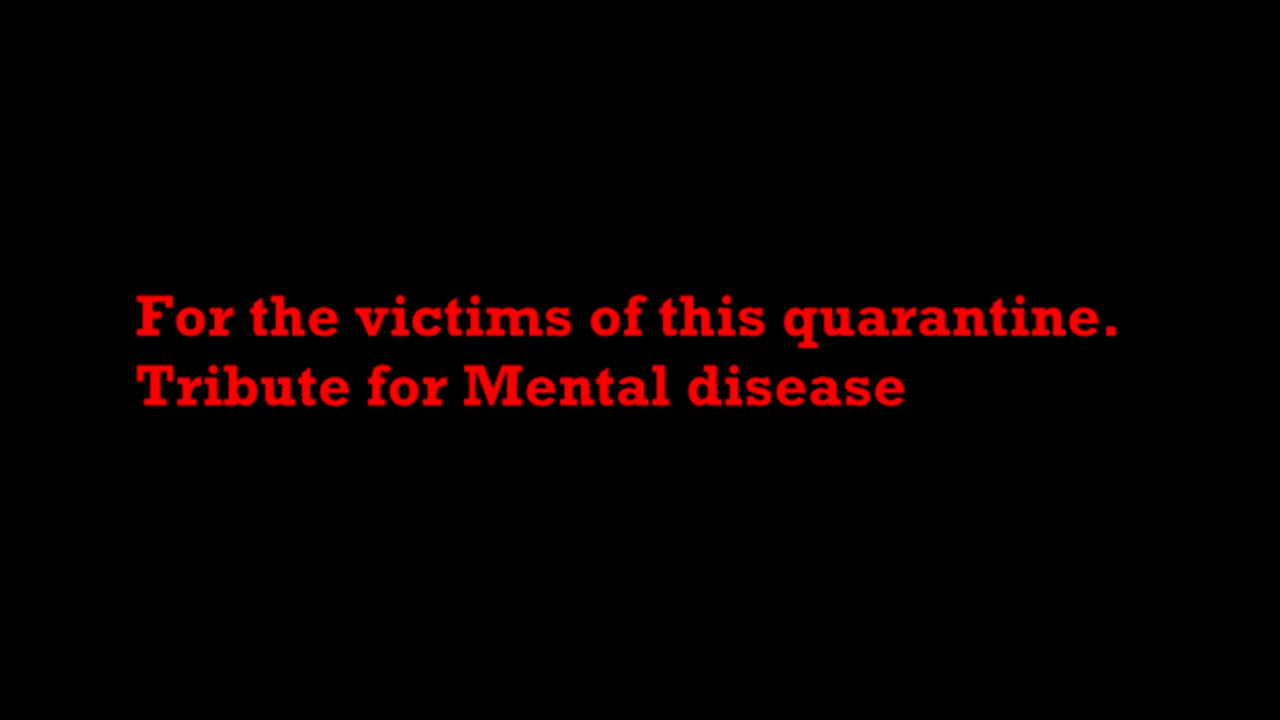 For the victims of this quarantine.
Tribute for Mental disease